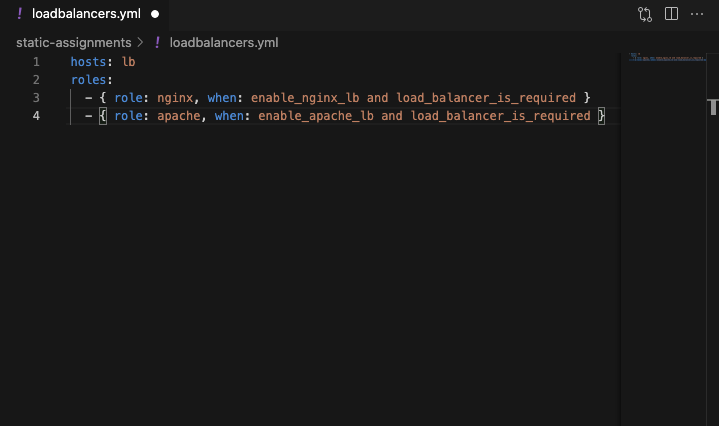 ! loadbalancers.yml
static-assignments > ! loadbalancers.yml
1 hosts: lb
2 roles:
3 - { role: nginx, when: enable_nginx_lb and load_balancer_is_required }
4 - { role: apache, when: enable_apache_lb and load_balancer_is_required }